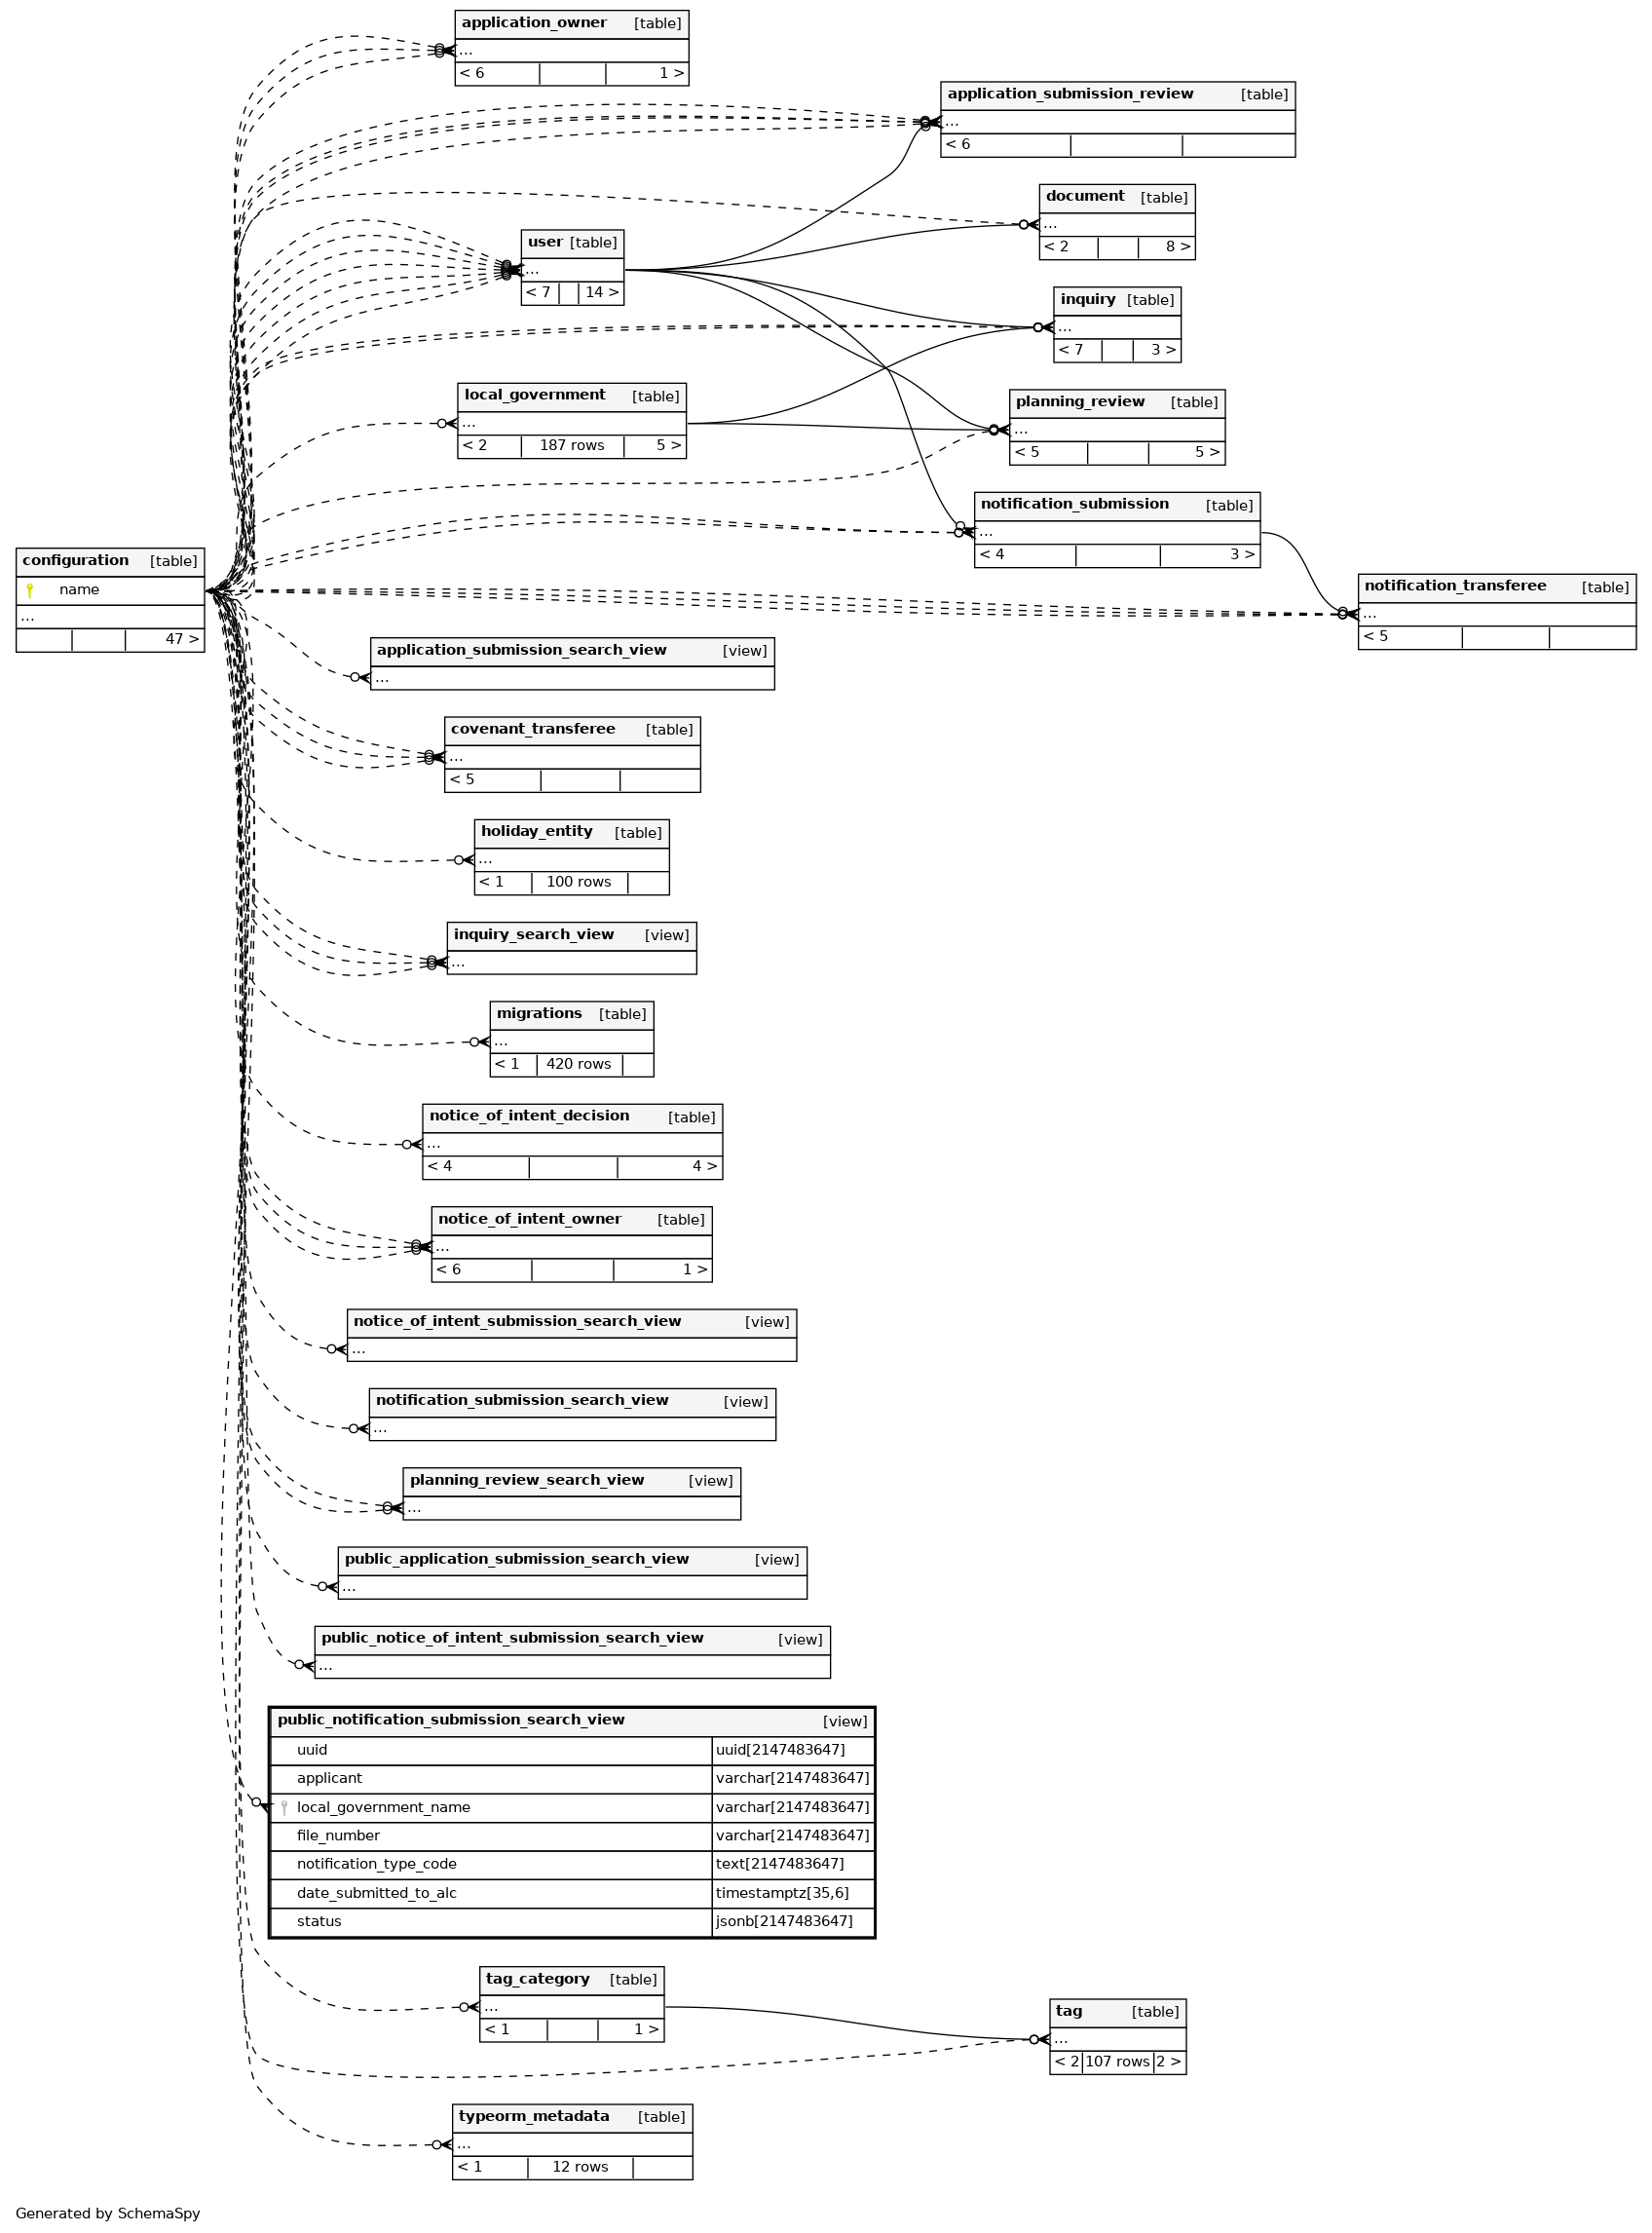 application_owner [table]
...
< 6 1 >
application_submission_review [table]
...
< 6
document [table]
...
< 2 8 >
user [table]
...
< 7 14 >
inquiry [table]
...
< 7 3 >
local_government [table]
...
< 2 187 rows 5 >
planning_review [table]
...
< 5 5 >
notification_submission [table]
...
< 4 3 >
configuration [table]
name
...
47 >
notification_transferee [table]
...
< 5
application_submission_search_view [view]
...
covenant_transferee [table]
...
< 5
holiday_entity [table]
...
< 1 100 rows
inquiry_search_view [view]
...
migrations [table]
...
< 1 420 rows
notice_of_intent_decision [table]
...
< 4 4 >
notice_of_intent_owner [table]
...
< 6 1 >
notice_of_intent_submission_search_view [view]
...
notification_submission_search_view [view]
...
planning_review_search_view [view]
...
public_application_submission_search_view [view]
...
public_notice_of_intent_submission_search_view [view]
...
public_notification_submission_search_view [view]
uuid uuid[2147483647]
applicant varchar[2147483647]
local_government_name varchar[2147483647]
file_number varchar[2147483647]
notification_type_code text[2147483647]
date_submitted_to_alc timestamptz[35,6]
status jsonb[2147483647]
tag_category [table]
...
< 1 1 >
tag [table]
...
< 2 107 rows 2 >
typeorm_metadata [table]
...
< 1 12 rows
Generated by SchemaSpy